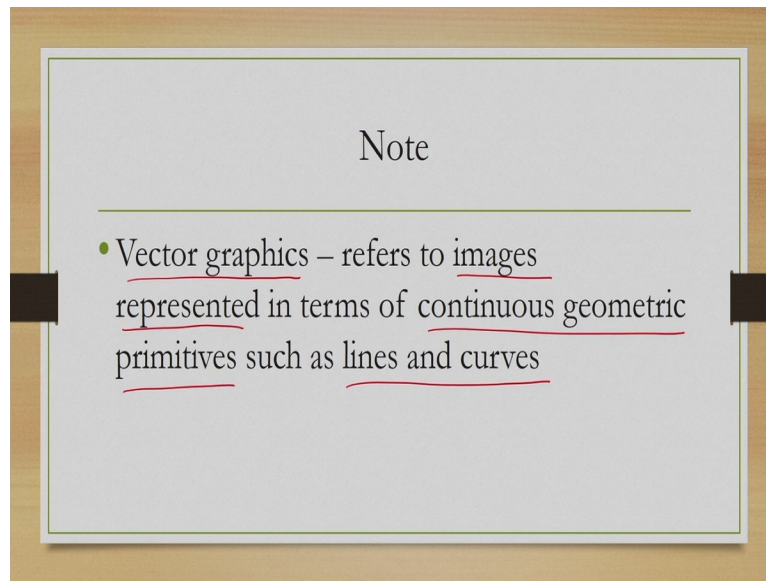 Note
• Vector graphics – refers to images
represented in terms of continuous geometric
primitives such as lines and curves